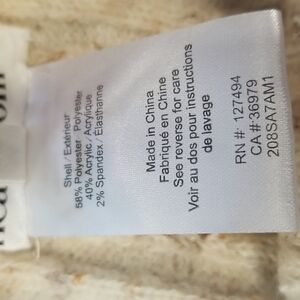 Shell / Extérieur
58% Polyester / Polyester
40% Acrylic / Acrylique
2% Spandex / Elasthanne
Made in China
Fabriqué en Chine
See reverse for care
Voir au dos pour instructions
de lavage
RN # 127494
CA # 36979
208SA7AM1